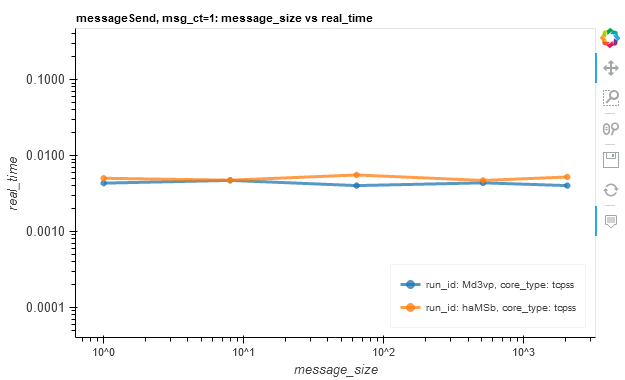 messageSend, msg_ct=1: message_size vs real_time
real_time
0.1000
0.0100
0.0010
0.0001
run_id: Md3vp, core_type: tcpss
run_id: haMSb, core_type: tcpss
10^0
10^1
10^2
10^3
message_size